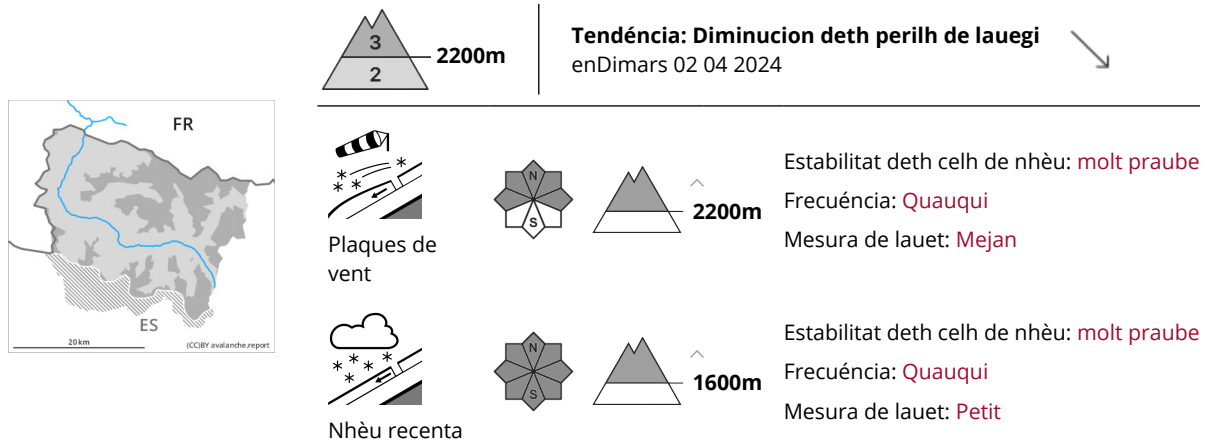 3
2
2200m
Tendéncia: Diminucion deth perilh de lauegi
enDimars 02 04 2024
FR
ES
20 km
(CC)BY avalanche.report
Plaques de
vent
N
S
2200m
Estabilitat deth celh de nhèu: molt praube
Frecuéncia: Quauqui
Mesura de lauet: Mejan
Nhèu recenta
N
S
1600m
Estabilitat deth celh de nhèu: molt praube
Frecuéncia: Quauqui
Mesura de lauet: Petit